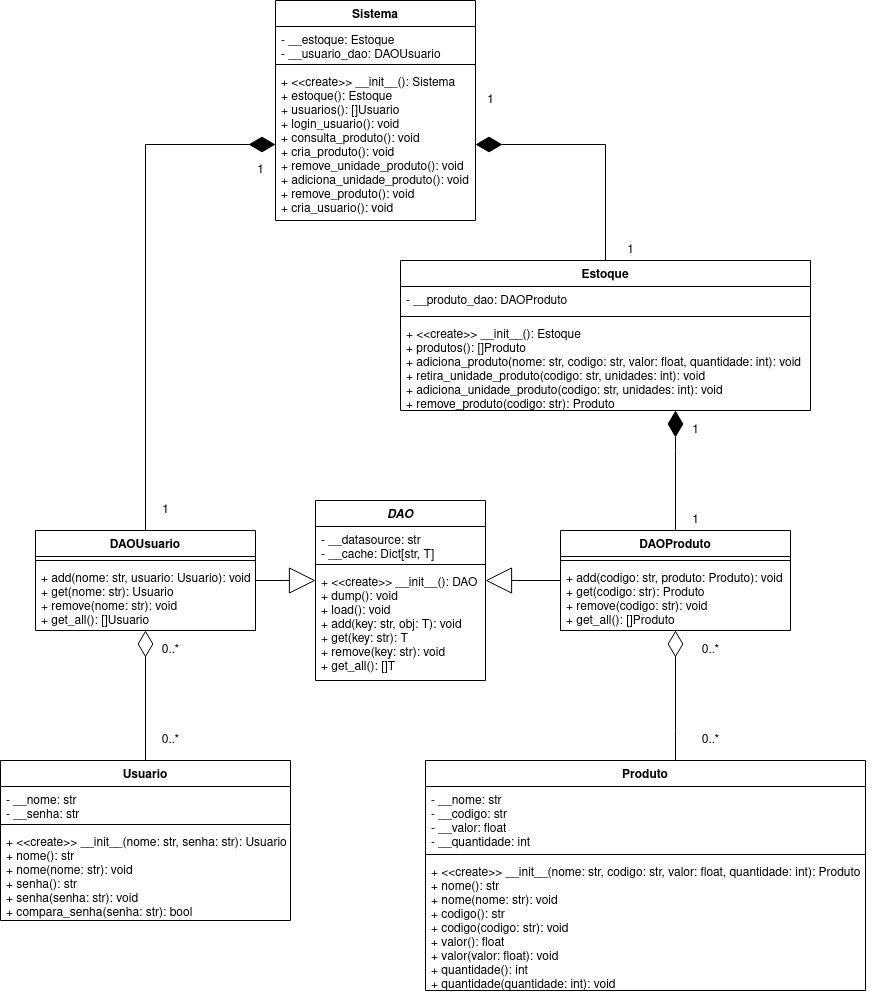 Sistema
- __estoque: Estoque
- __usuario_dao: DAOUsuario
+ <<create>> __init__(): Sistema
+ estoque(): Estoque
+ usuarios(): []Usuario
+ login_usuario(): void
+ consulta_produto(): void
+ cria_produto(): void
+ remove_unidade_produto(): void
+ adiciona_unidade_produto(): void
+ remove_produto(): void
+ cria_usuario(): void
1
1
1
Estoque
- __produto_dao: DAOProduto
+ <<create>> __init__(): Estoque
+ produtos(): []Produto
+ adiciona_produto(nome: str, codigo: str, valor: float, quantidade: int): void
+ retira_unidade_produto(codigo: str, unidades: int): void
+ adiciona_unidade_produto(codigo: str, unidades: int): void
+ remove_produto(codigo: str): Produto
1
1
1
DAOUsuario
+ add(nome: str, usuario: Usuario): void
+ get(nome: str): Usuario
+ remove(nome: str): void
+ get_all(): []Usuario
DAO
- __datasource: str
- __cache: Dict[str, T]
+ <<create>> __init__(): DAO
+ dump(): void
+ load(): void
+ add(key: str, obj: T): void
+ get(key: str): T
+ remove(key: str): void
+ get_all(): []T
DAOProduto
+ add(codigo: str, produto: Produto): void
+ get(codigo: str): Produto
+ remove(codigo: str): void
+ get_all(): []Produto
0..*
0..*
0..*
0..*
Usuario
- __nome: str
- __senha: str
+ <<create>> __init__(nome: str, senha: str): Usuario
+ nome(): str
+ nome(nome: str): void
+ senha(): str
+ senha(senha: str): void
+ compara_senha(senha: str): bool
Produto
- __nome: str
- __codigo: str
- __valor: float
- __quantidade: int
+ <<create>> __init__(nome: str, codigo: str, valor: float, quantidade: int): Produto
+ nome(): str
+ nome(nome: str): void
+ codigo(): str
+ codigo(codigo: str): void
+ valor(): float
+ valor(valor: float): void
+ quantidade(): int
+ quantidade(quantidade: int): void